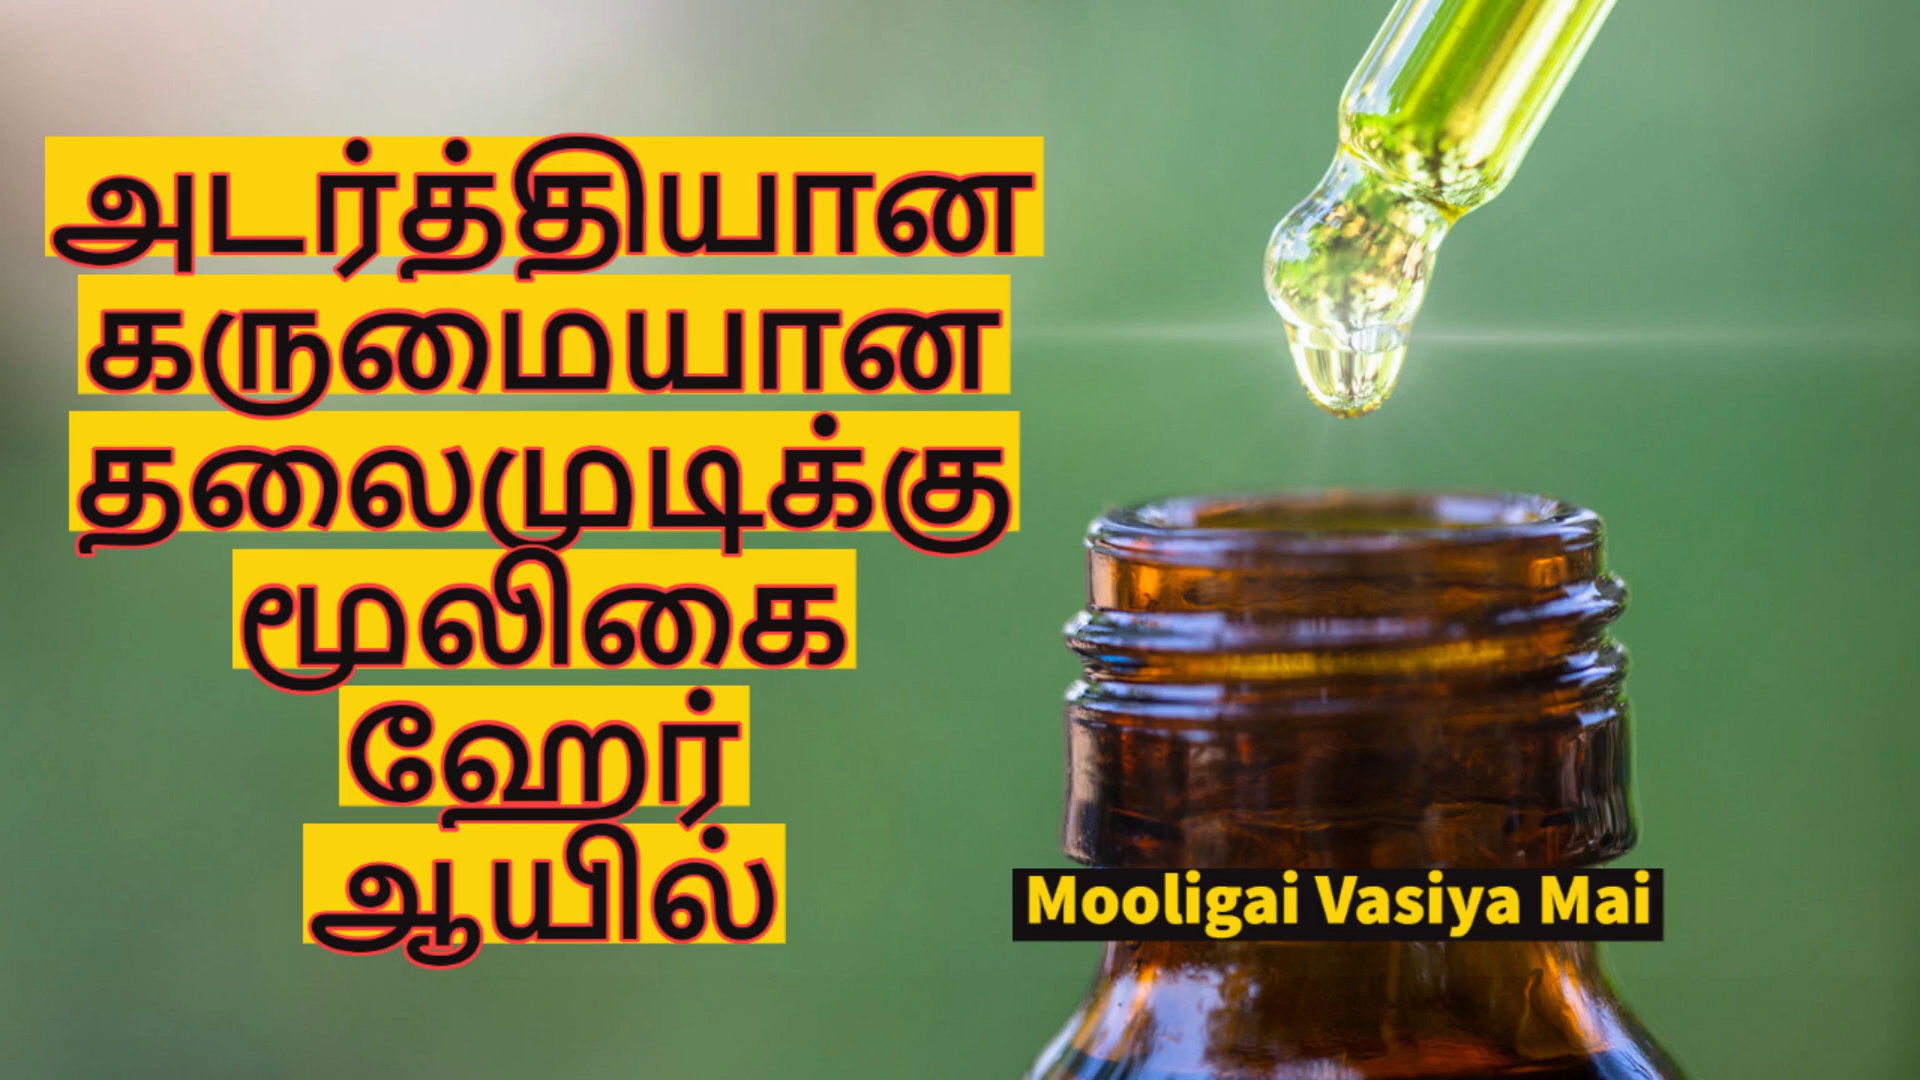 அடர்த்தியான
கருமையான
தலைமுடிக்கு
மூலிகை
ஹேர்
ஆயில்
Mooligai Vasiya Mai